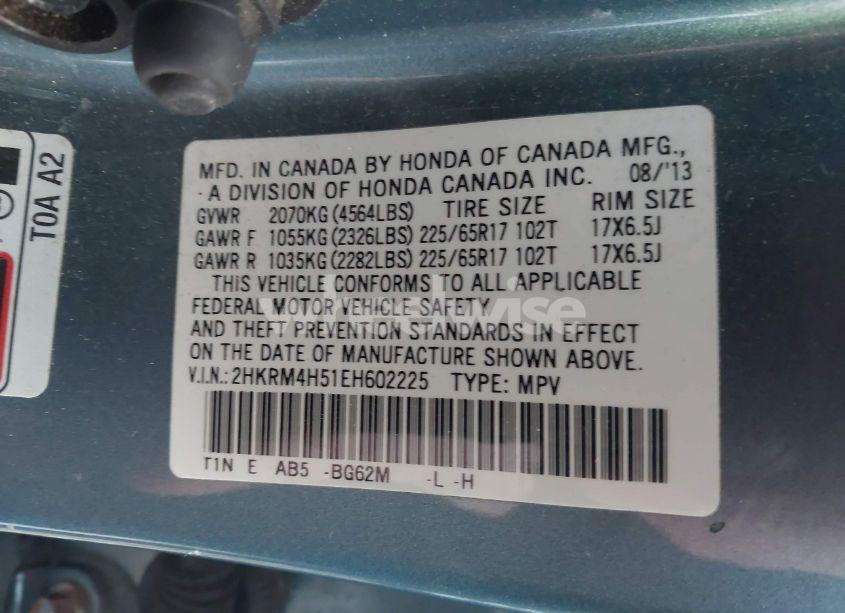 MFD. IN CANADA BY HONDA OF CANADA MFG.,
- A DIVISION OF HONDA CANADA INC. 08/'13
GVWR 2070KG (4564LBS) TIRE SIZE RIM SIZE
GAWR F 1055KG (2326LBS) 225/65R17 102T 17X6.5J
GAWR R 1035KG (2282LBS) 225/65R17 102T 17X6.5J
THIS VEHICLE CONFORMS TO ALL APPLICABLE
FEDERAL MOTOR VEHICLE SAFETY
AND THEFT PREVENTION STANDARDS IN EFFECT
ON THE DATE OF MANUFACTURE SHOWN ABOVE.
V.I.N.: 2HKRM4H51EH602225 TYPE: MPV
T1N E AB5 -BG62M -L -H
T0A A2